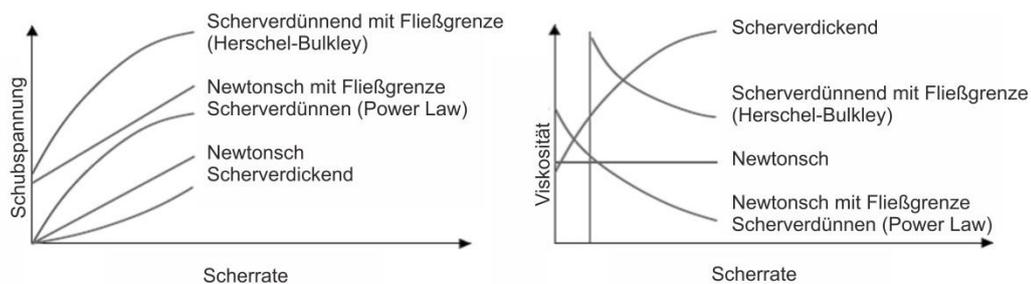 Scherverdünnend mit Fließgrenze
(Herschel-Bulkley)
Newtonsch mit Fließgrenze
Scherverdünnen (Power Law)
Newtonsch
Scherverdickend
Schubspannung
Scherrate
Scherverdickend
Scherverdünnend mit Fließgrenze
(Herschel-Bulkley)
Newtonsch
Newtonsch mit Fließgrenze
Scherverdünnen (Power Law)
Viskosität
Scherrate